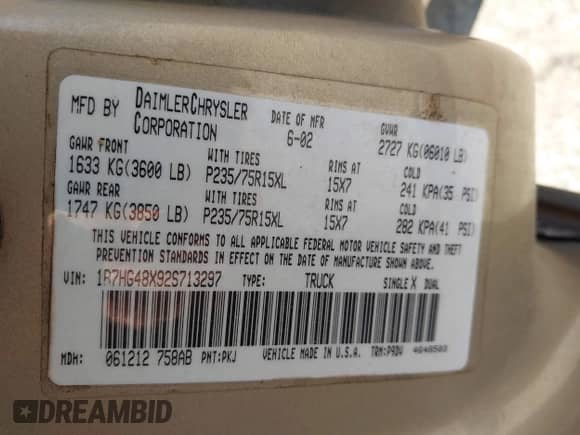 MFD BY DAIMLERCHRYSLER CORPORATION DATE OF MFR 6-02 GVWR 2727 KG(06010 LB)
GAWR FRONT WITH TIRES RIMS AT COLD
1633 KG(3600 LB) P235/75R15XL 15X7 241 KPA(35 PSI)
GAWR REAR WITH TIRES RIMS AT COLD
1747 KG(3850 LB) P235/75R15XL 15X7 282 KPA(41 PSI)
THIS VEHICLE CONFORMS TO ALL APPLICABLE FEDERAL MOTOR VEHICLE SAFETY AND THEFT
PREVENTION STANDARDS IN EFFECT ON THE DATE OF MANUFACTURE SHOWN ABOVE.
VIN: 1B7HG48X92S713297 TYPE: TRUCK SINGLE X DUAL
MDH: 061212 758AB PNT:PKJ VEHICLE MADE IN U.S.A. TRM:P9DV
DREAMBID